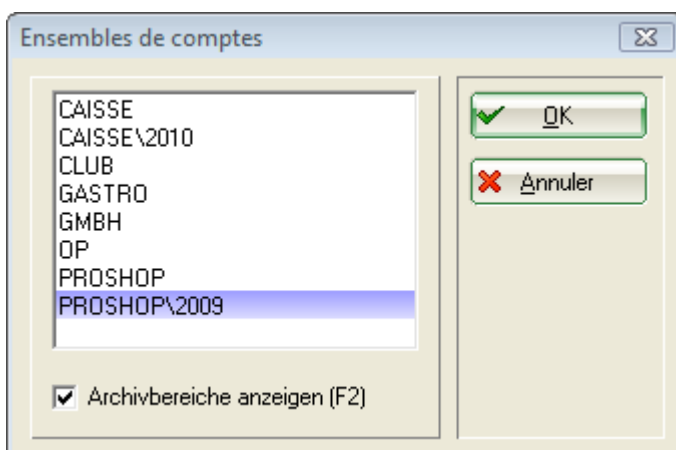 Ensembles de comptes
CAISSE
CAISSE\2010
CLUB
GASTRO
GMBH
OP
PROSHOP
PROSHOP\2009
Archivbereiche anzeigen (F2)
OK
Annuler